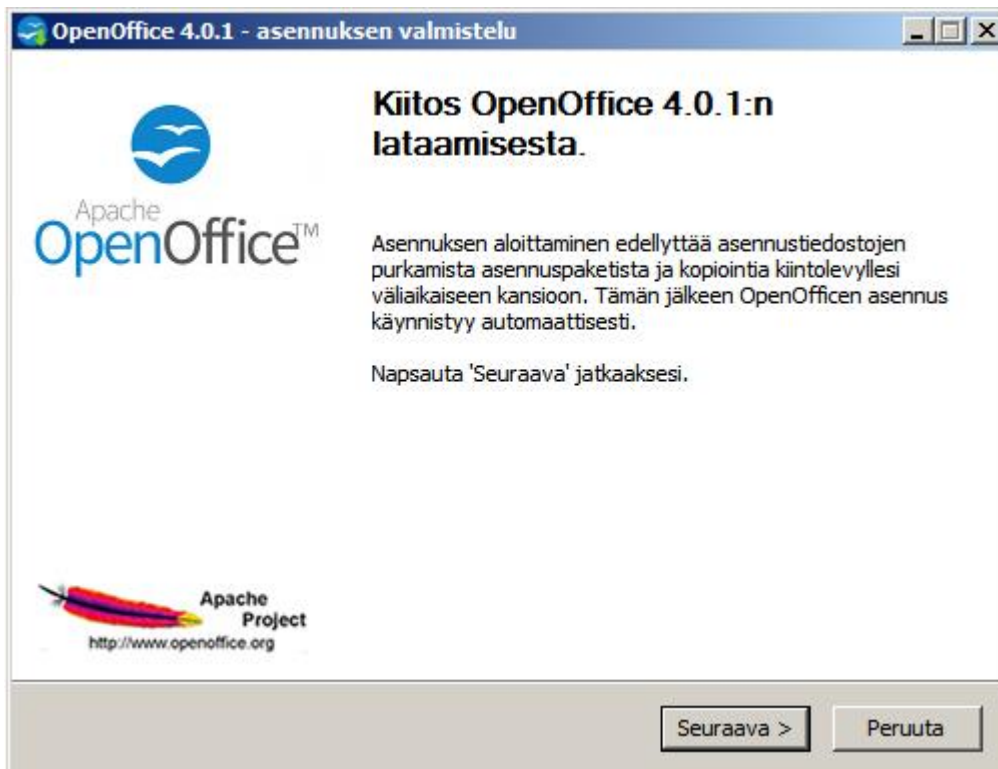 OpenOffice 4.0.1 - asennuksen valmistelu
Kiitos OpenOffice 4.0.1:n
lataamisesta.
Apache
OpenOffice™
Asennuksen aloittaminen edellyttää asennustiedostojen
purkamista asennuspaketista ja kopiointia kiintolevyllesi
väliaikaiseen kansioon. Tämän jälkeen OpenOfficen asennus
käynnistyy automaattisesti.
Napsauta 'Seuraava' jatkaaksesi.
Apache
Project
http://www.openoffice.org
Seuraava >
Peruuta